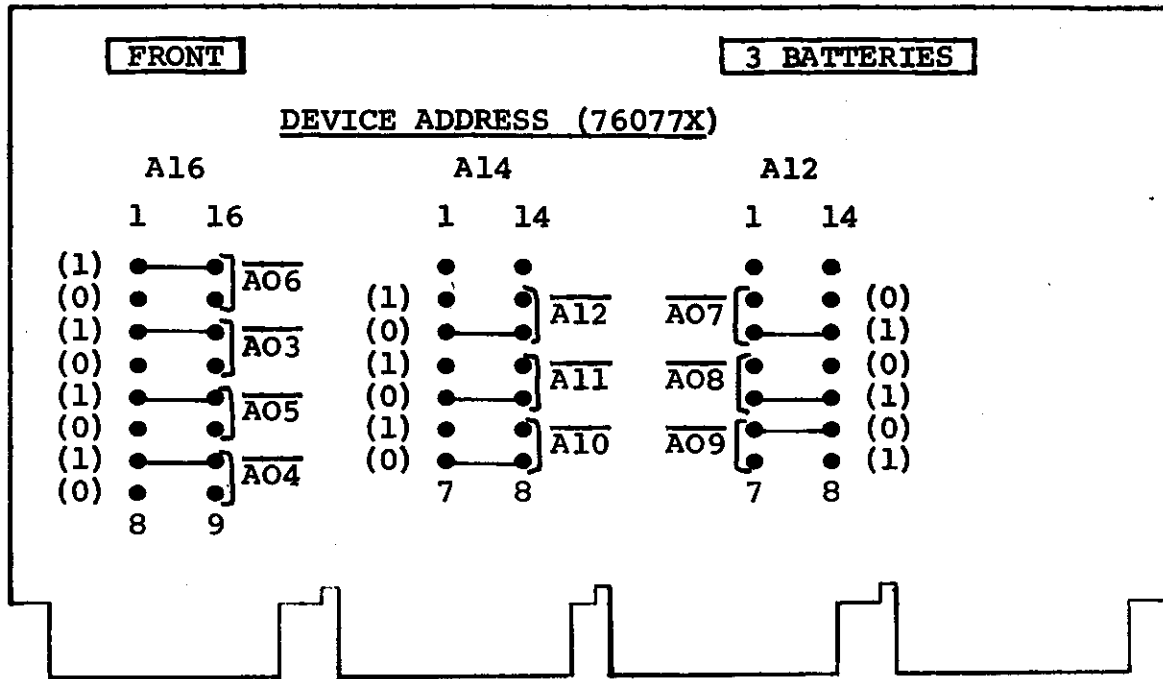 FRONT 3 BATTERIES
DEVICE ADDRESS (76077X)
A16 A14 A12
1 16 1 14 1 14
(1) A06
(0) (1) A12 A07 (0)
(1) A03 (0) (1)
(0) (1) A11 A08 (0)
(1) A05 (0) (1)
(0) (1) A10 A09 (0)
(1) A04 (0) (1)
(0) 7 8 7 8
8 9